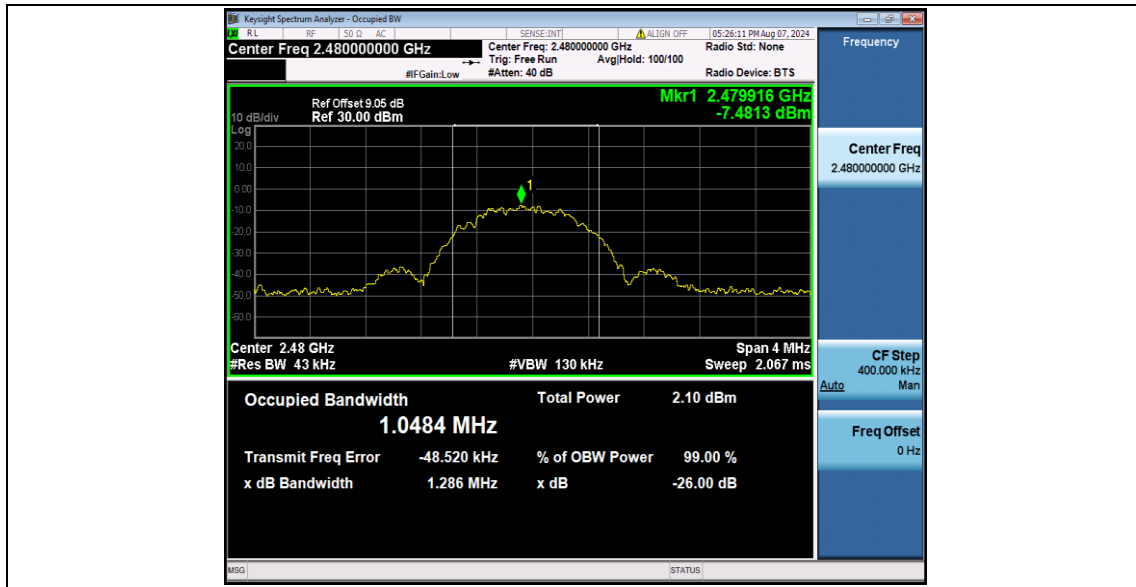 Keysight Spectrum Analyzer - Occupied BW
RL RF 50 Ω AC SENSE:INT ALIGN OFF 05:26:11 PM Aug 07, 2024
Center Freq 2.480000000 GHz Center Freq: 2.480000000 GHz Radio Std: None
Trig: Free Run Avg|Hold: 100/100
#IFGain:Low #Atten: 40 dB Radio Device: BTS
Frequency
Mkr1 2.479916 GHz
-7.4813 dBm
Ref Offset 9.05 dB
10 dB/div Ref 30.00 dBm
Log
20.0
10.0
0.00
-10.0
-20.0
-30.0
-40.0
-50.0
-60.0
1
Center 2.48 GHz Span 4 MHz
#Res BW 43 kHz #VBW 130 kHz Sweep 2.067 ms
Center Freq
2.480000000 GHz
CF Step
400.000 kHz
Auto Man
Freq Offset
0 Hz
Occupied Bandwidth Total Power 2.10 dBm
1.0484 MHz
Transmit Freq Error -48.520 kHz % of OBW Power 99.00 %
x dB Bandwidth 1.286 MHz x dB -26.00 dB
MSG STATUS